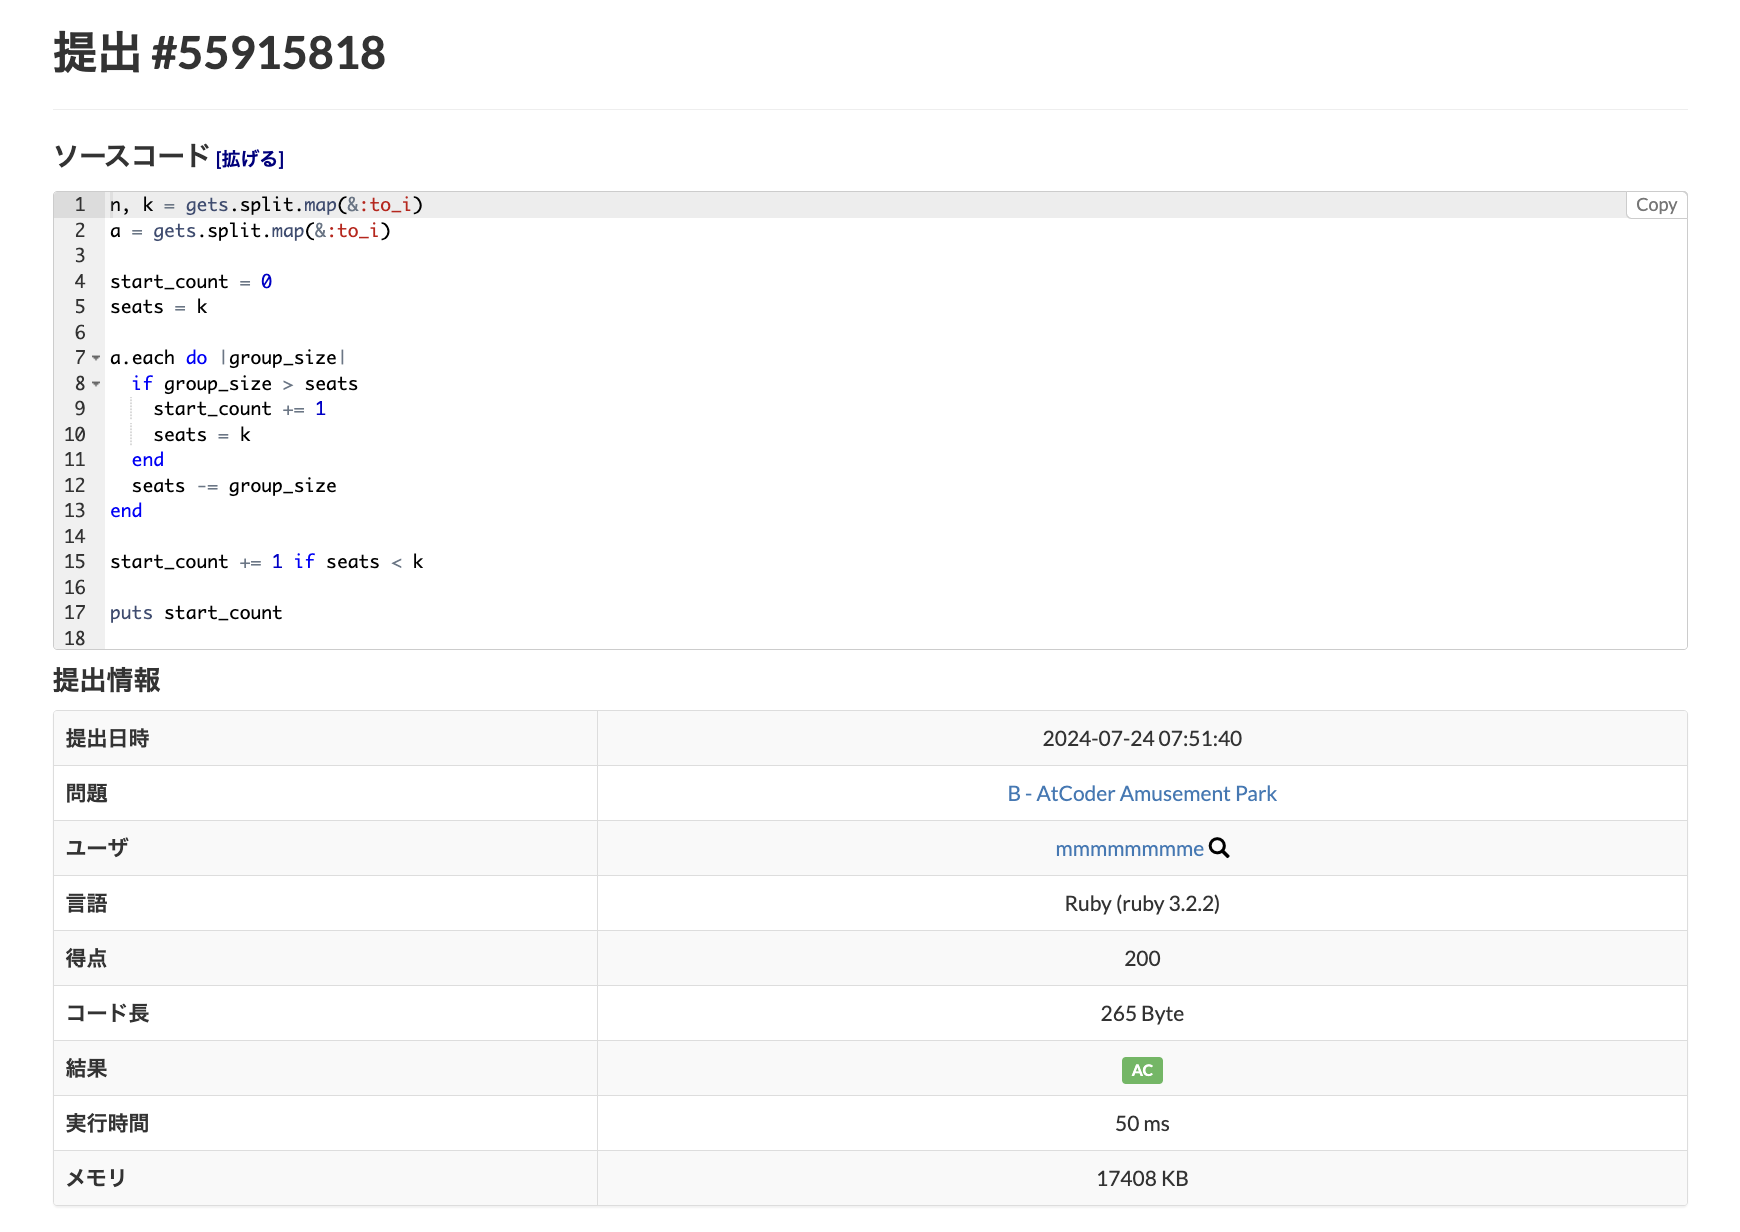 提出 #55915818
ソースコード [拡げる]
Copy
1 n, k = gets.split.map(&:to_i)
2 a = gets.split.map(&:to_i)
3
4 start_count = 0
5 seats = k
6
7 a.each do |group_size|
8   if group_size > seats
9     start_count += 1
10     seats = k
11   end
12   seats -= group_size
13 end
14
15 start_count += 1 if seats < k
16
17 puts start_count
18
提出情報
提出日時 2024-07-24 07:51:40
問題 B - AtCoder Amusement Park
ユーザ mmmmmmmme
言語 Ruby (ruby 3.2.2)
得点 200
コード長 265 Byte
結果 AC
実行時間 50 ms
メモリ 17408 KB